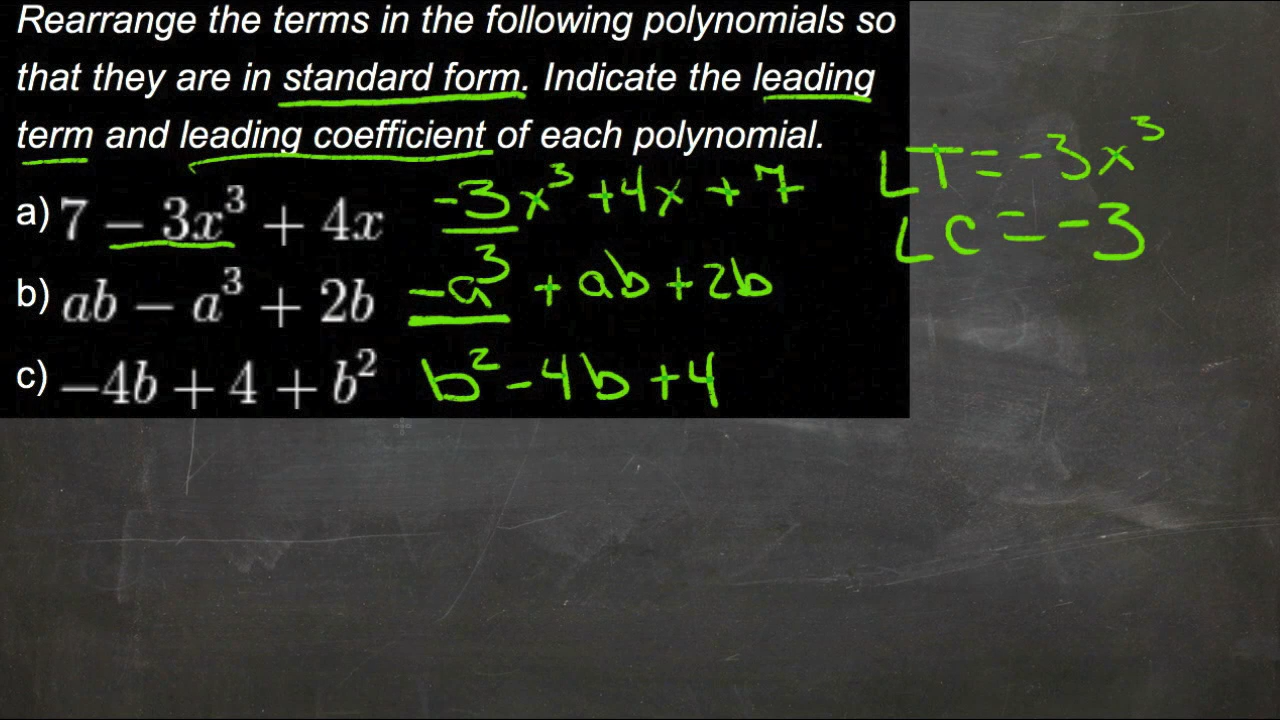 Rearrange the terms in the following polynomials so
that they are in standard form. Indicate the leading
term and leading coefficient of each polynomial.
a) 7 − 3x³ + 4x -3x³ + 4x + 7
LT = -3x³
LC = -3
b) ab − a³ + 2b -a³ + ab + 2b
c) −4b + 4 + b² b² - 4b + 4